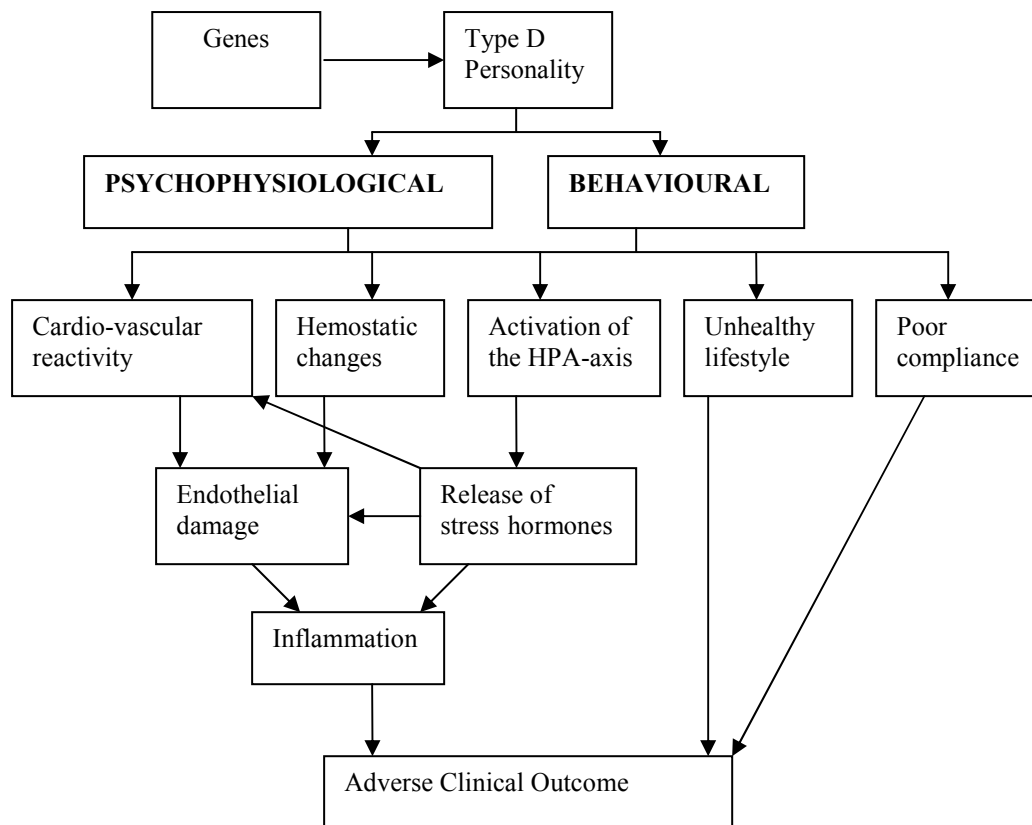 Genes
Type D
Personality
PSYCHOPHYSIOLOGICAL
BEHAVIOURAL
Cardio-vascular
reactivity
Hemostatic
changes
Activation of
the HPA-axis
Unhealthy
lifestyle
Poor
compliance
Endothelial
damage
Release of
stress hormones
Inflammation
Adverse Clinical Outcome